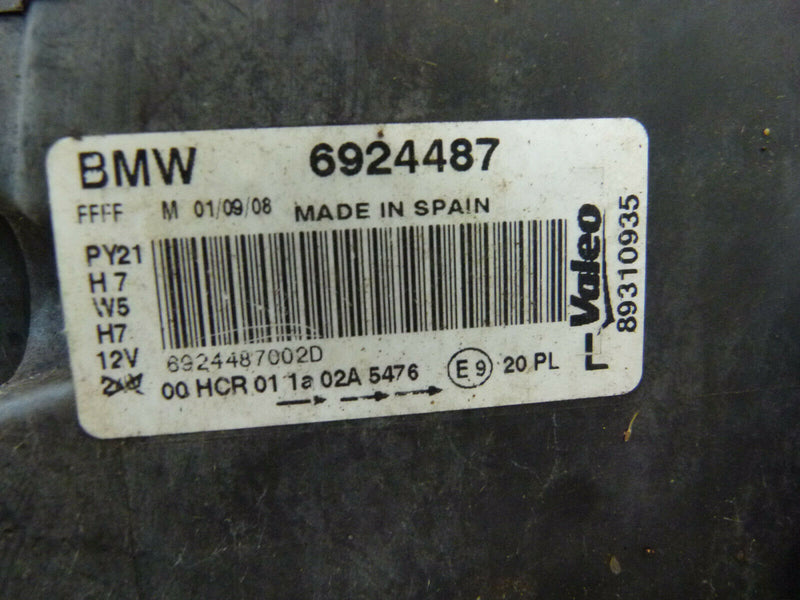 BMW 6924487
FFFF M 01/09/08 MADE IN SPAIN
PY21
H7
W5
H7
12V
6924487002D
00 HCR 01 1a 02A 5476 E9 20 PL
L Valeo
89310935